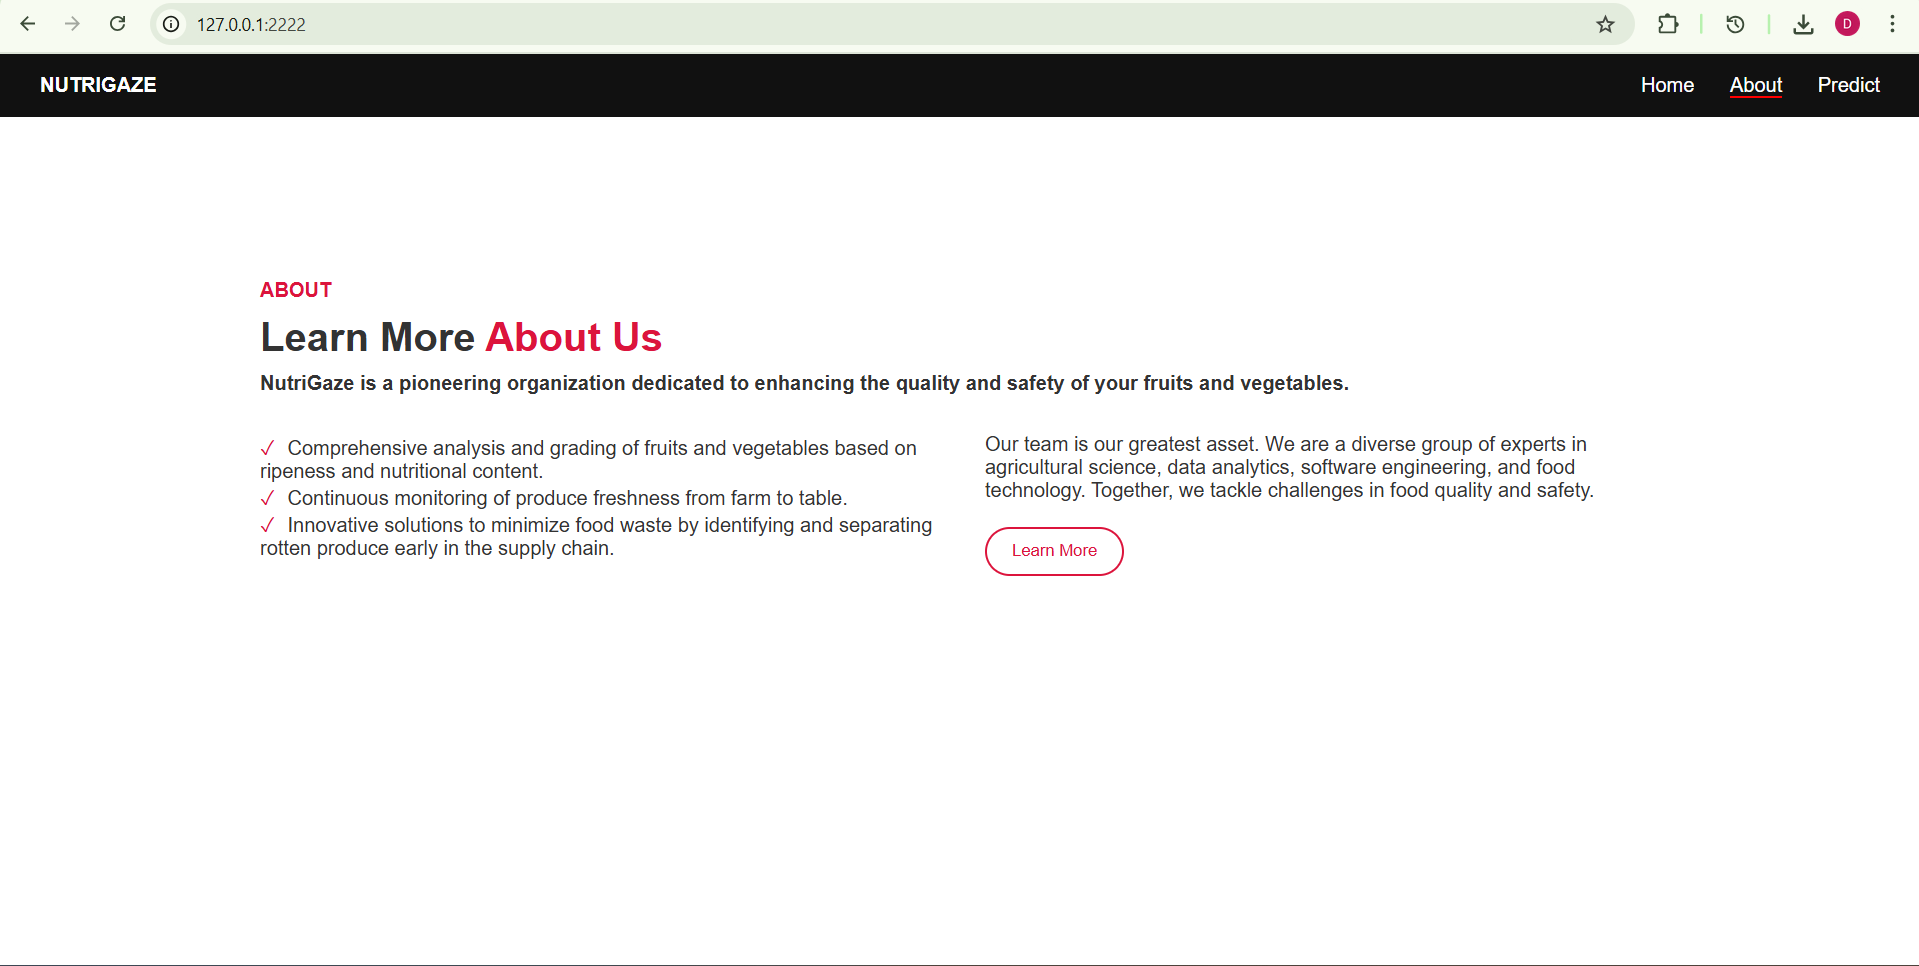 127.0.0.1:2222
D
NUTRIGAZE
Home
About
Predict
ABOUT
Learn More About Us
NutriGaze is a pioneering organization dedicated to enhancing the quality and safety of your fruits and vegetables.
✓ Comprehensive analysis and grading of fruits and vegetables based on
ripeness and nutritional content.
✓ Continuous monitoring of produce freshness from farm to table.
✓ Innovative solutions to minimize food waste by identifying and separating
rotten produce early in the supply chain.
Our team is our greatest asset. We are a diverse group of experts in
agricultural science, data analytics, software engineering, and food
technology. Together, we tackle challenges in food quality and safety.
Learn More